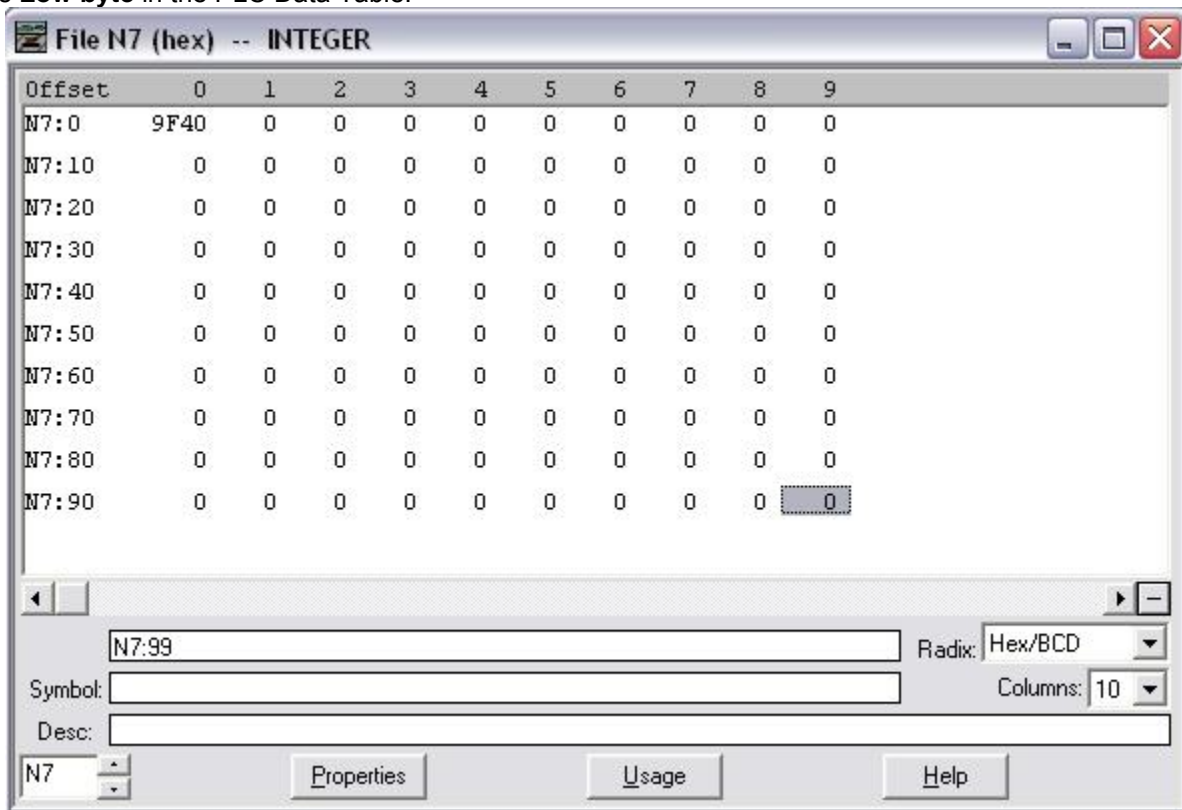 Low byte in the PLC Data Table.
File N7 (hex) -- INTEGER
Offset 0 1 2 3 4 5 6 7 8 9
N7:0 9F40 0 0 0 0 0 0 0 0 0
N7:10 0 0 0 0 0 0 0 0 0 0
N7:20 0 0 0 0 0 0 0 0 0 0
N7:30 0 0 0 0 0 0 0 0 0 0
N7:40 0 0 0 0 0 0 0 0 0 0
N7:50 0 0 0 0 0 0 0 0 0 0
N7:60 0 0 0 0 0 0 0 0 0 0
N7:70 0 0 0 0 0 0 0 0 0 0
N7:80 0 0 0 0 0 0 0 0 0 0
N7:90 0 0 0 0 0 0 0 0 0 0
N7:99 Radix: Hex/BCD
Symbol: Columns: 10
Desc:
N7 Properties Usage Help